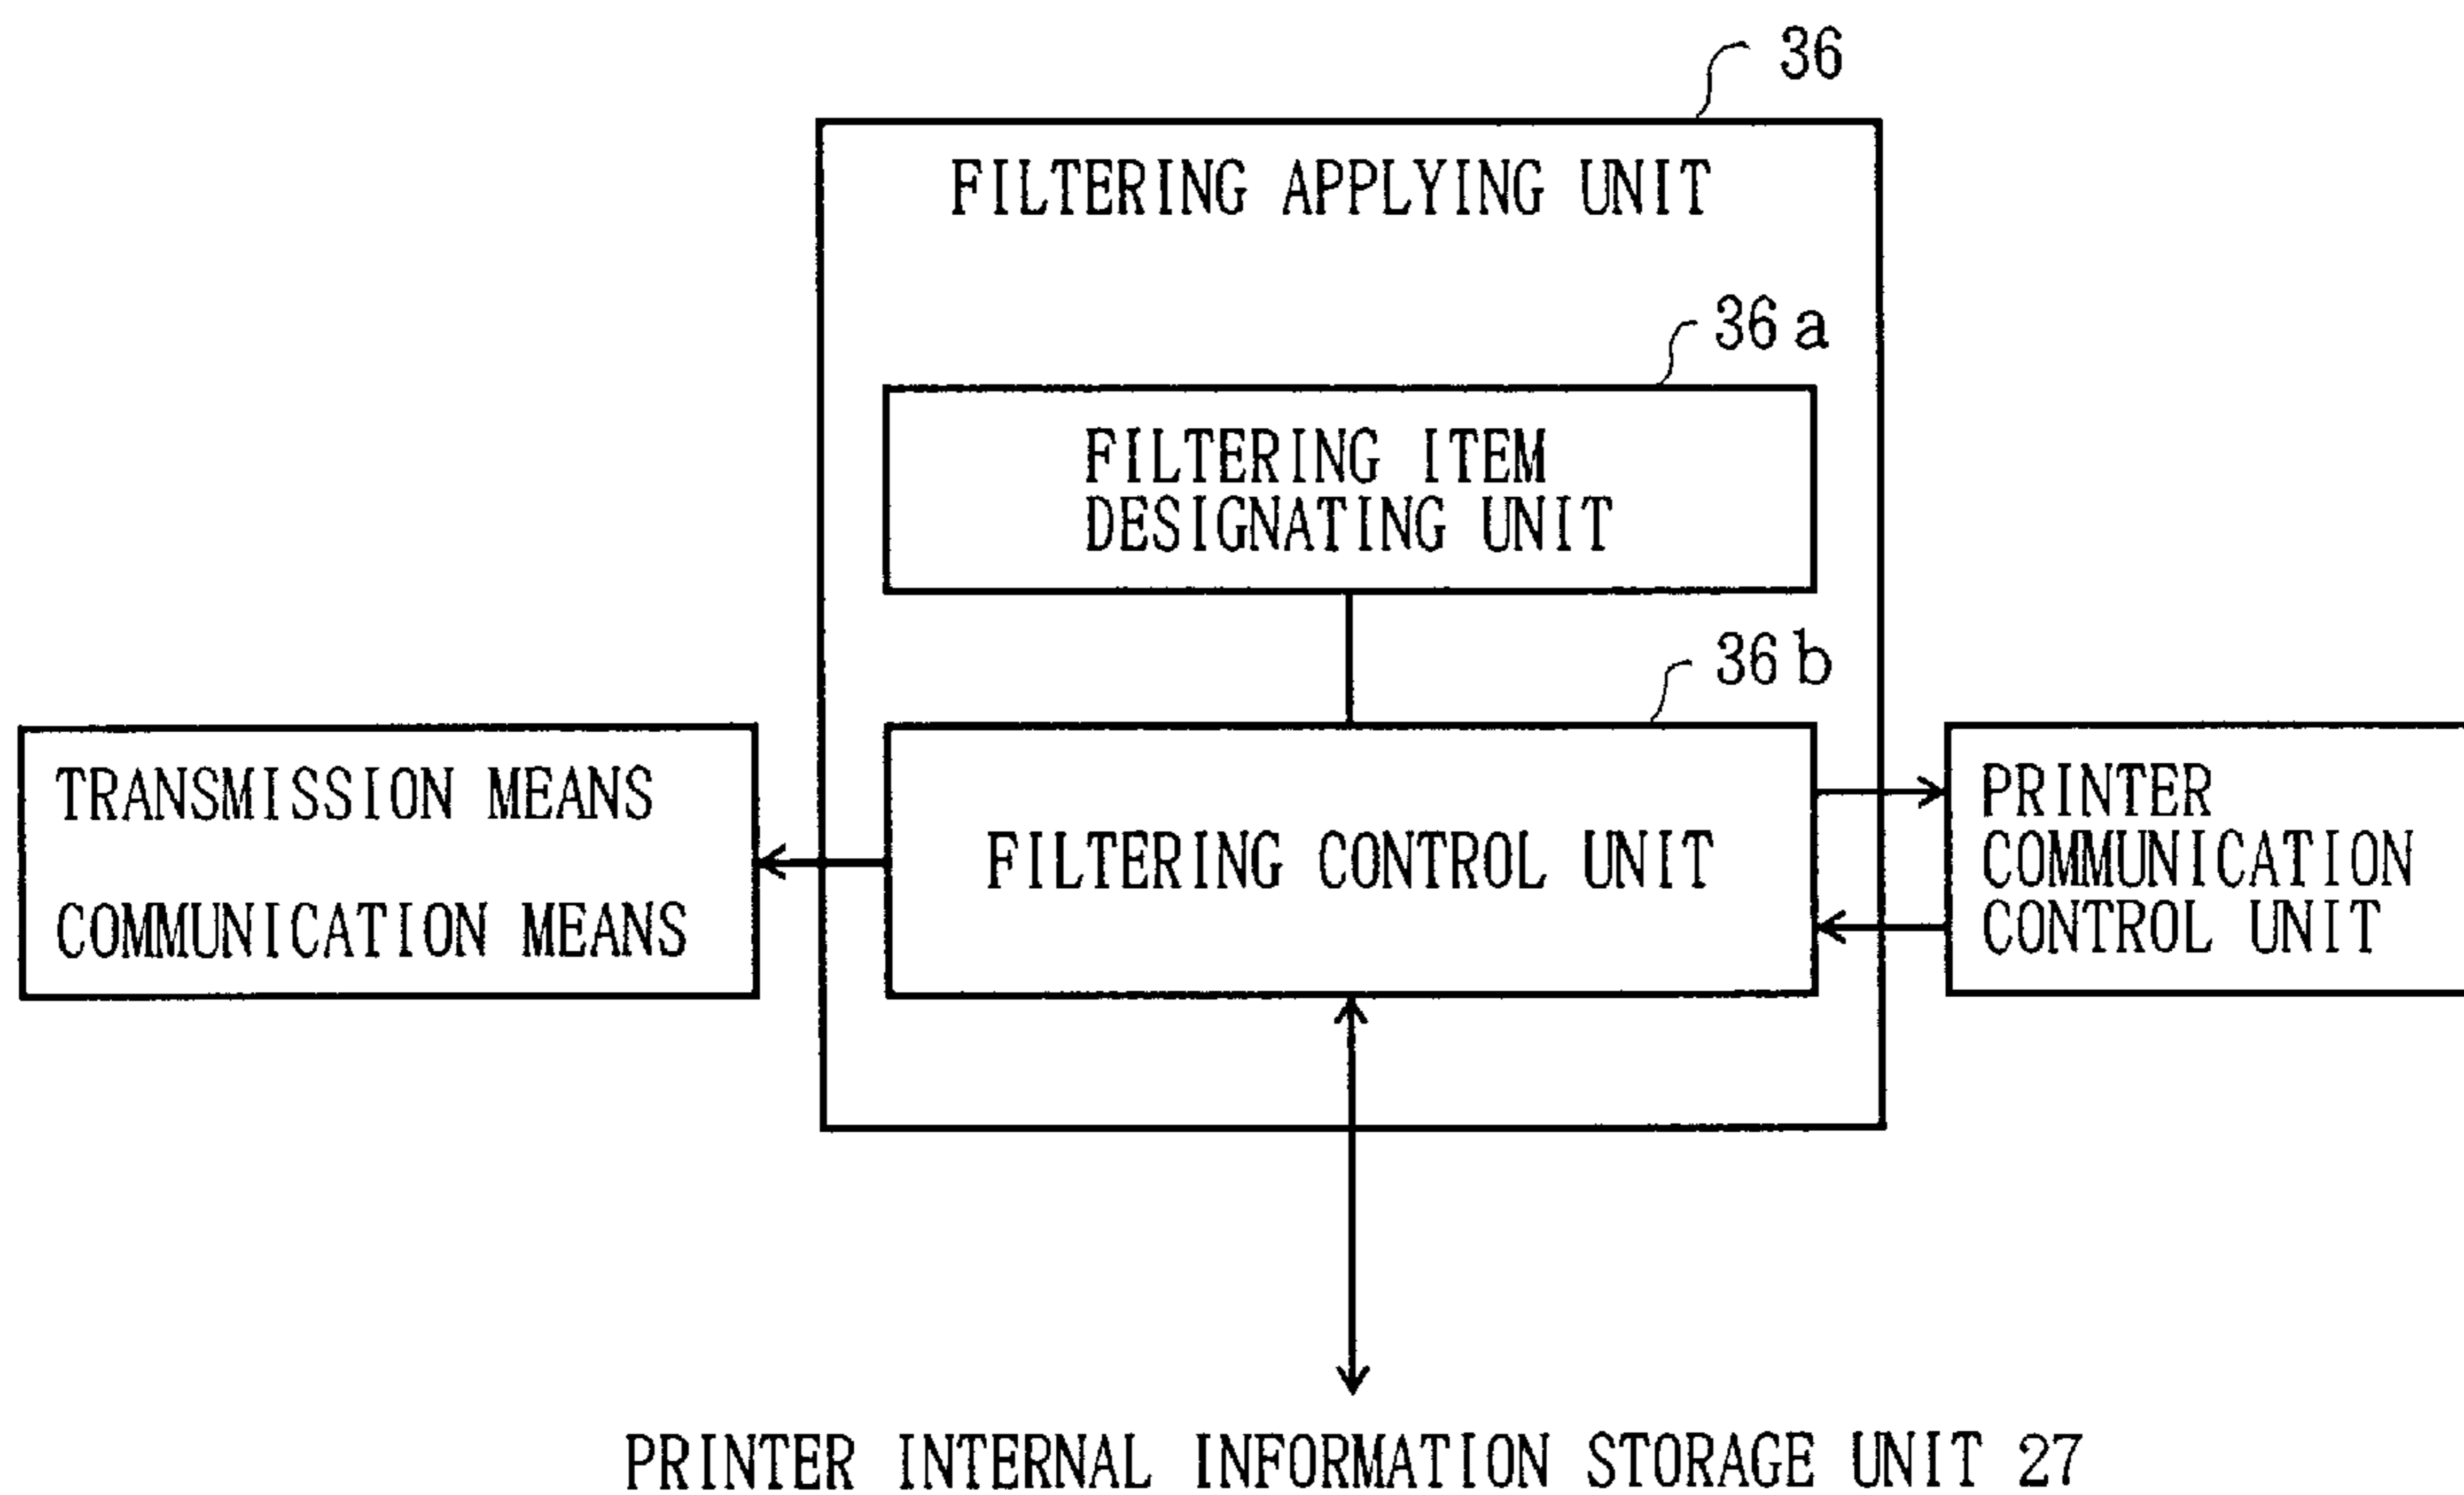 36
FILTERING APPLYING UNIT
36a
FILTERING ITEM
DESIGNATING UNIT
36b
TRANSMISSION MEANS
COMMUNICATION MEANS
FILTERING CONTROL UNIT
PRINTER
COMMUNICATION
CONTROL UNIT
PRINTER INTERNAL INFORMATION STORAGE UNIT 27